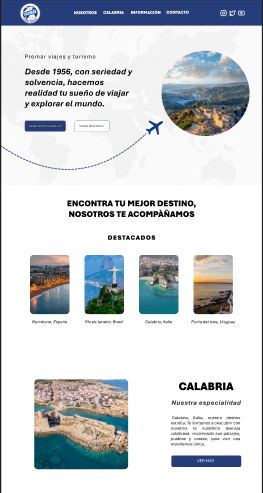 NOSOTROS
CALABRIA
INFORMACIÓN
CONTACTO
Promar viajes y turismo
Desde 1956, con seriedad y
solvencia, hacemos
realidad tu sueño de viajar
y explorar el mundo.
ENCONTRA TU MEJOR DESTINO,
NOSOTROS TE ACOMPAÑAMOS
DESTACADOS
Barcelona, España
Río de Janeiro, Brasil
Calabria, Italia
Punta del este, Uruguay
CALABRIA
Nuestra especialidad
Calabria, Italia, nuestro destino
estrella. Te invitamos a descubrir con
nosotros la auténtica esencia
calabresa, recorriendo sus paisajes,
pueblos y costas, para vivir una
experiencia única.
VER MÁS